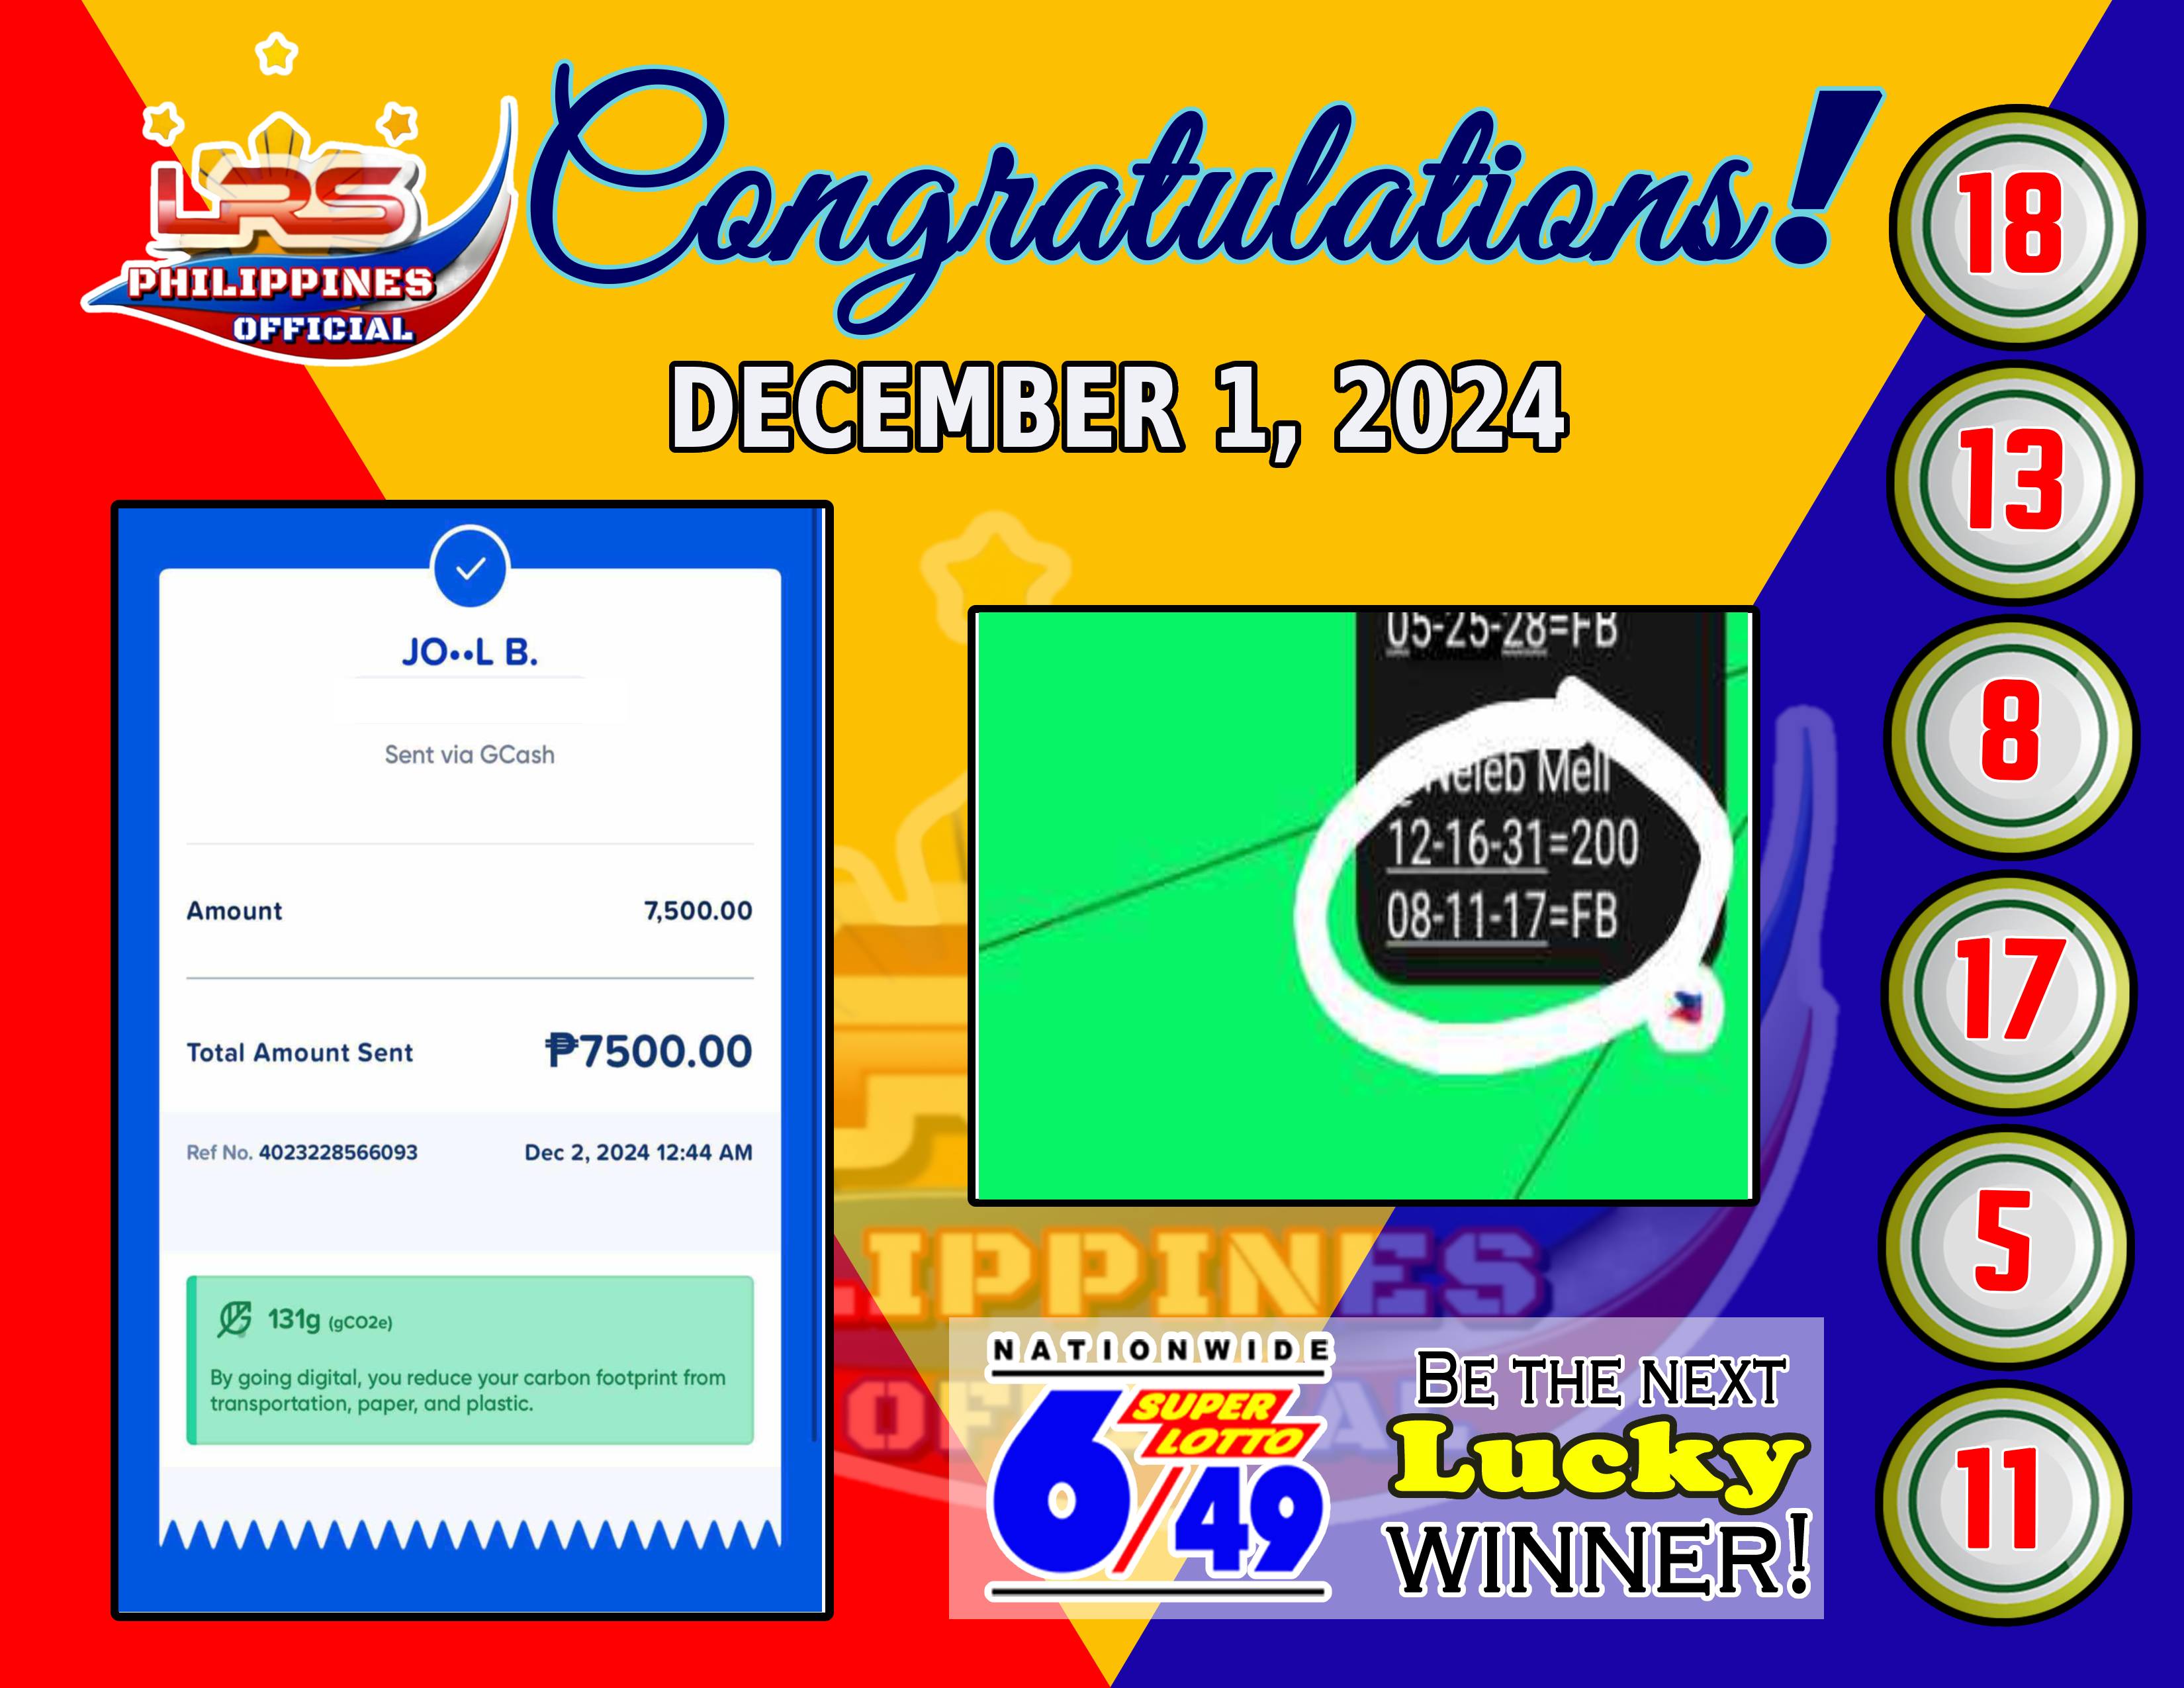 LRS
PHILIPPINES
OFFICIAL
Congratulations!
DECEMBER 1, 2024
JO••L B.
Sent via GCash
Amount 7,500.00
Total Amount Sent ₱7500.00
Ref No. 4023228566093 Dec 2, 2024 12:44 AM
131g (gCO2e)
By going digital, you reduce your carbon footprint from
transportation, paper, and plastic.
05-25-28=FB
Mell
12-16-31=200
08-11-17=FB
NATIONWIDE
SUPER
LOTTO
6/49
BE THE NEXT
Lucky
WINNER!
18
13
8
17
5
11